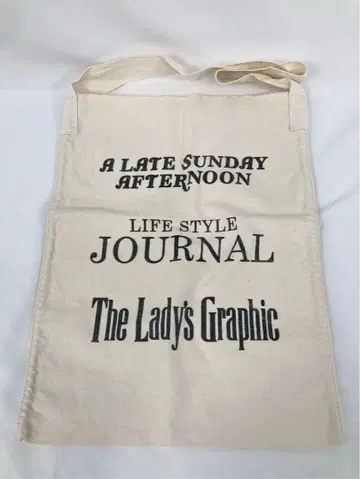 A LATE SUNDAY
AFTERNOON
LIFE STYLE
JOURNAL
The Lady's Graphic